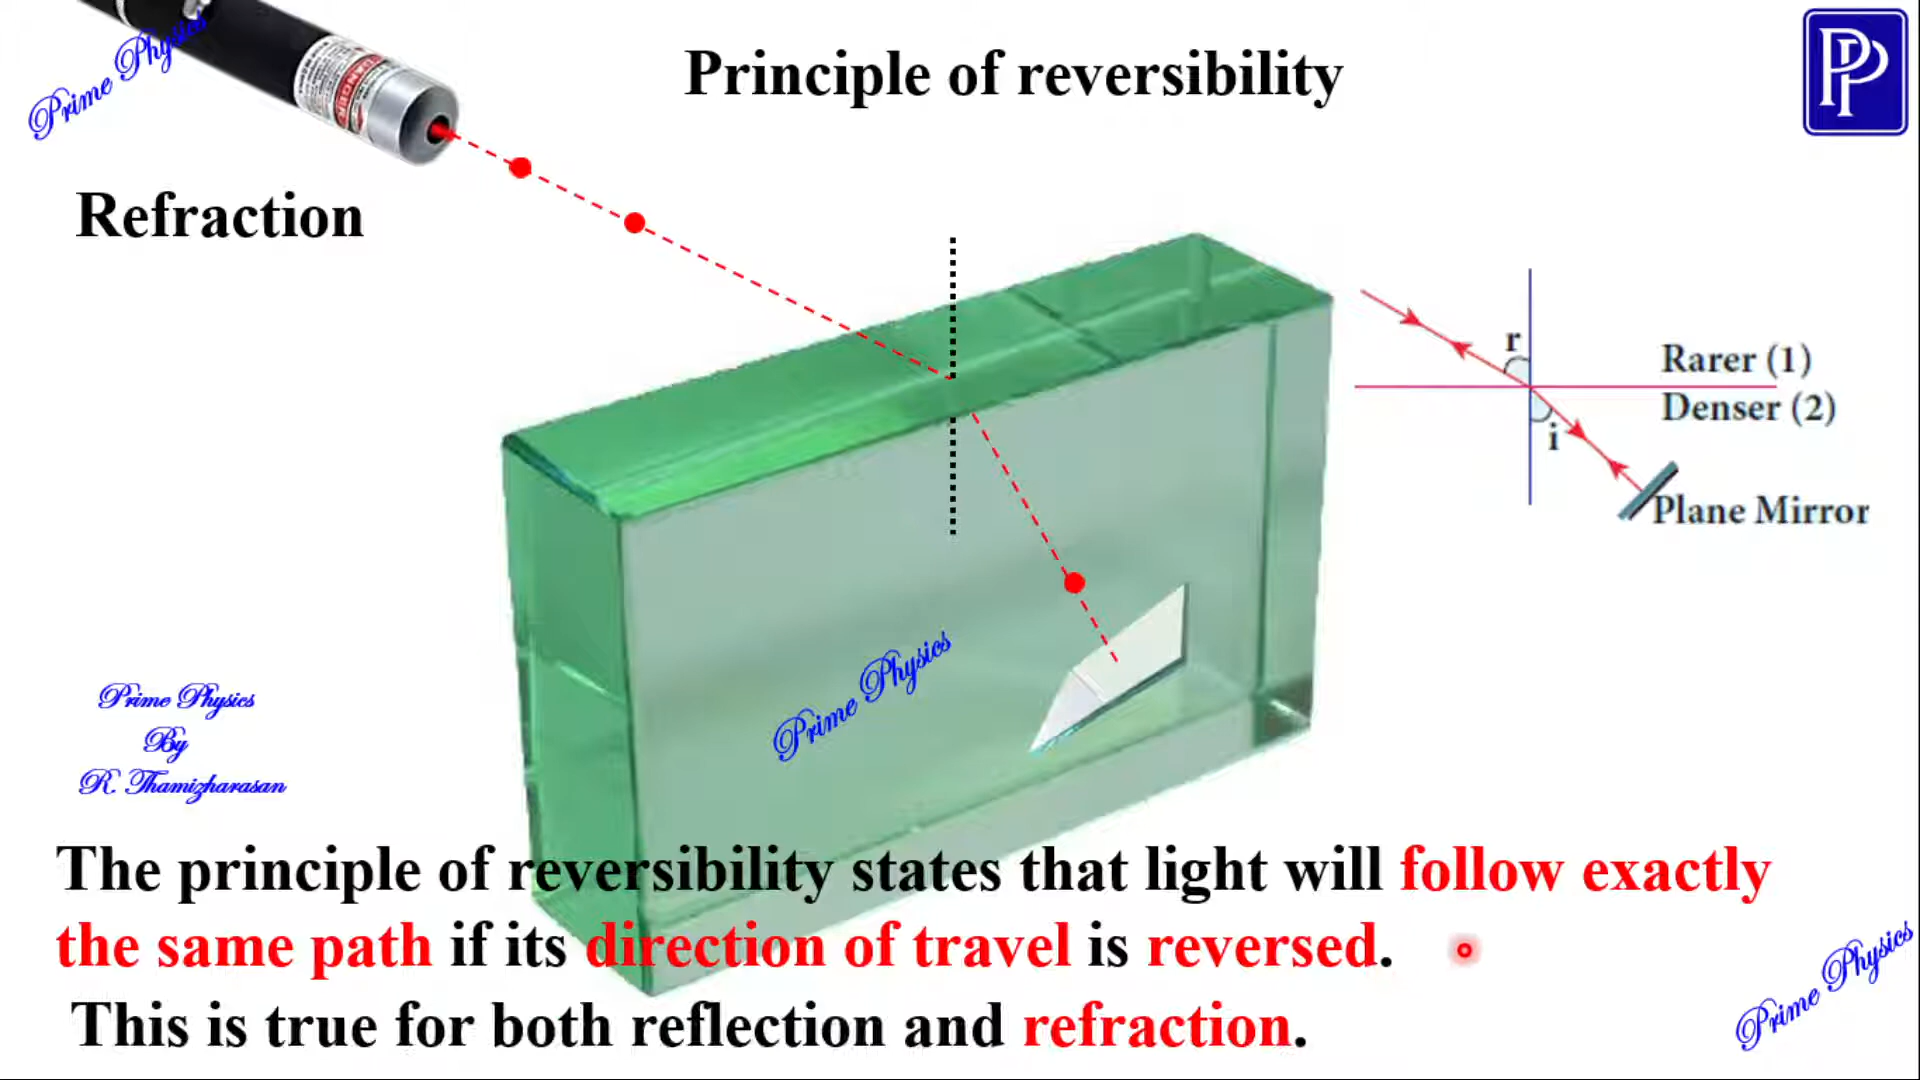 Principle of reversibility
PP
Prime Physics
DANGER
Refraction
r
Rarer (1)
Denser (2)
i
Plane Mirror
Prime Physics
Prime Physics
By
R. Thamizharasan
The principle of reversibility states that light will follow exactly
the same path if its direction of travel is reversed.
This is true for both reflection and refraction.
Prime Physics